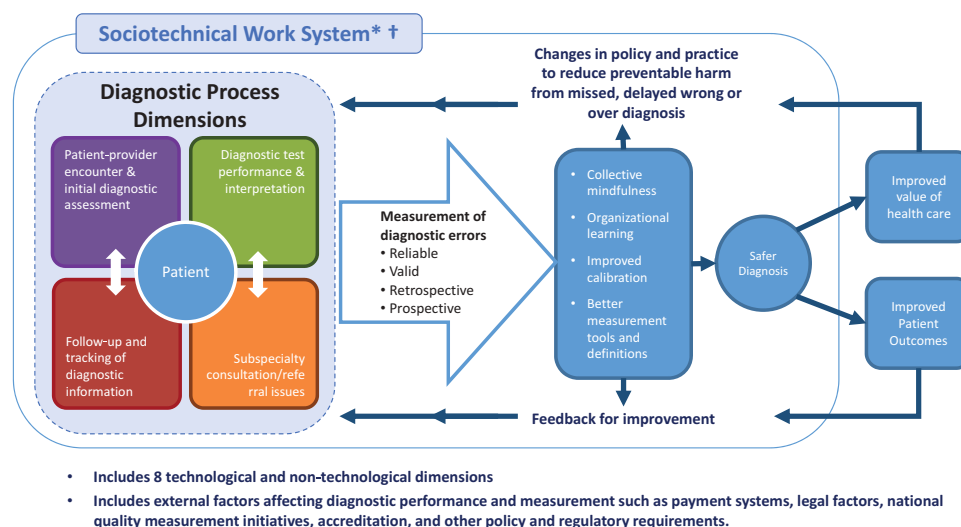 Sociotechnical Work System* †
Diagnostic Process
Dimensions
Patient-provider
encounter &
initial diagnostic
assessment
Diagnostic test
performance &
interpretation
Patient
Follow-up and
tracking of
diagnostic
information
Subspecialty
consultation/refe
rral issues
Measurement of
diagnostic errors
• Reliable
• Valid
• Retrospective
• Prospective
Changes in policy and practice
to reduce preventable harm
from missed, delayed wrong or
over diagnosis
• Collective
mindfulness
• Organizational
learning
• Improved
calibration
• Better
measurement
tools and
definitions
Feedback for improvement
Safer
Diagnosis
Improved
value of
health care
Improved
Patient
Outcomes
• Includes 8 technological and non-technological dimensions
• Includes external factors affecting diagnostic performance and measurement such as payment systems, legal factors, national
quality measurement initiatives, accreditation, and other policy and regulatory requirements.